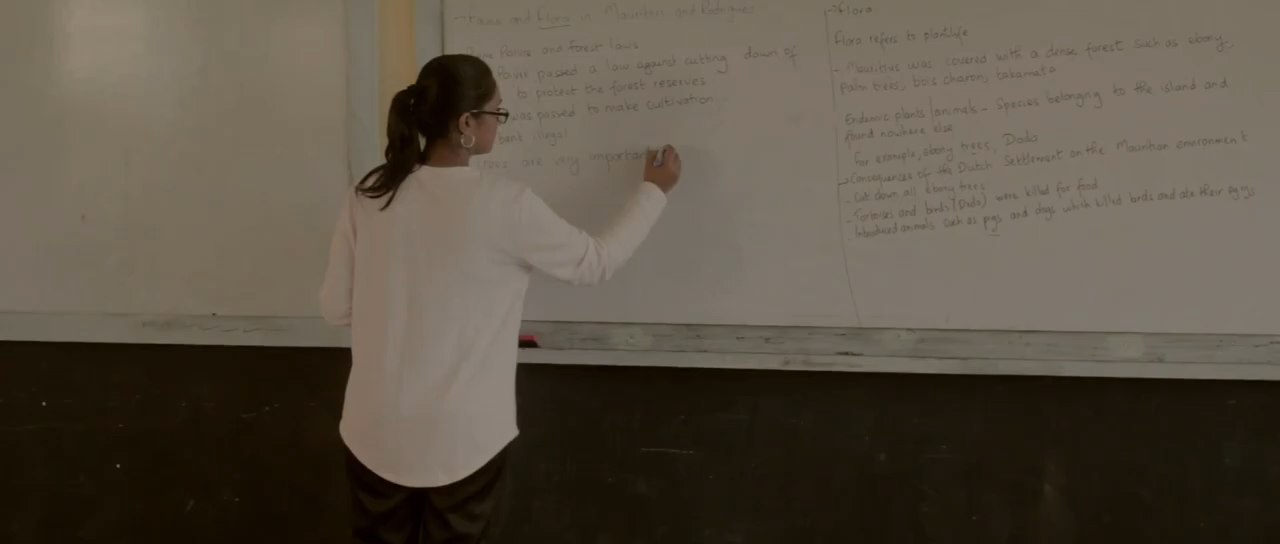 → Fauna and Flora in Mauritius and Rodrigues
Poivre and forest laws
Poivre passed a law against cutting down of
to protect the forest reserves
was passed to make cultivation
illegal
Trees are very important
→ Flora
Flora refers to plantlife
- Mauritius was covered with a dense forest such as ebony,
palm trees, bois charon, takamata
Endemic plants/animals - Species belonging to the island and
found nowhere else
For example, ebony trees, Dodo
→ Consequences of the Dutch Settlement on the Mauritian environment
- Cut down all ebony trees
- Tortoises and birds (Dodo) were killed for food
- Introduced animals such as pigs and dogs which killed birds and ate their eggs